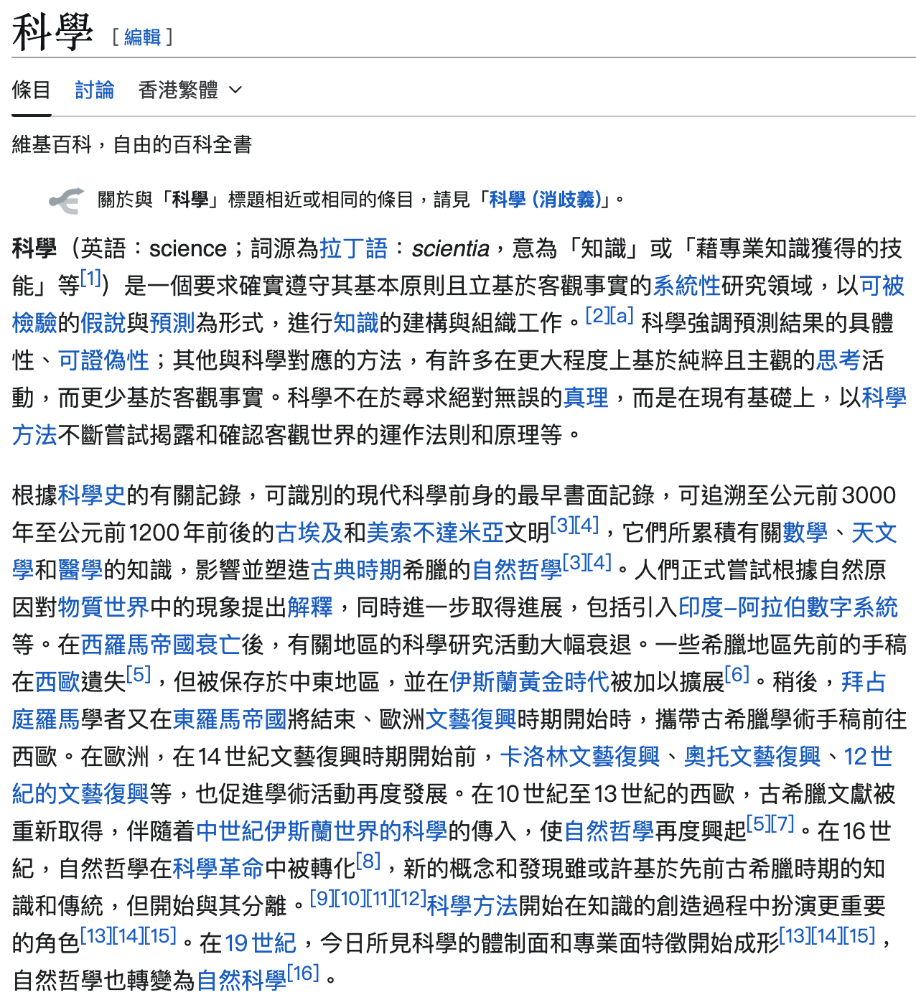 科學 [ 編輯 ]
條目 討論 香港繁體
維基百科，自由的百科全書
關於與「科學」標題相近或相同的條目，請見「科學 (消歧義)」。
科學（英語：science；詞源為拉丁語：scientia，意為「知識」或「藉專業知識獲得的技
能」等[1]）是一個要求確實遵守其基本原則且立基於客觀事實的系統性研究領域，以可被
檢驗的假說與預測為形式，進行知識的建構與組織工作。[2][a] 科學強調預測結果的具體
性、可證偽性；其他與科學對應的方法，有許多在更大程度上基於純粹且主觀的思考活
動，而更少基於客觀事實。科學不在於尋求絕對無誤的真理，而是在現有基礎上，以科學
方法不斷嘗試揭露和確認客觀世界的運作法則和原理等。
根據科學史的有關記錄，可識別的現代科學前身的最早書面記錄，可追溯至公元前3000
年至公元前1200年前後的古埃及和美索不達米亞文明[3][4]，它們所累積有關數學、天文
學和醫學的知識，影響並塑造古典時期希臘的自然哲學[3][4]。人們正式嘗試根據自然原
因對物質世界中的現象提出解釋，同時進一步取得進展，包括引入印度–阿拉伯數字系統
等。在西羅馬帝國衰亡後，有關地區的科學研究活動大幅衰退。一些希臘地區先前的手稿
在西歐遺失[5]，但被保存於中東地區，並在伊斯蘭黃金時代被加以擴展[6]。稍後，拜占
庭羅馬學者又在東羅馬帝國將結束、歐洲文藝復興時期開始時，攜帶古希臘學術手稿前往
西歐。在歐洲，在14世紀文藝復興時期開始前，卡洛林文藝復興、奧托文藝復興、12世
紀的文藝復興等，也促進學術活動再度發展。在10世紀至13世紀的西歐，古希臘文獻被
重新取得，伴隨着中世紀伊斯蘭世界的科學的傳入，使自然哲學再度興起[5][7]。在16世
紀，自然哲學在科學革命中被轉化[8]，新的概念和發現雖或許基於先前古希臘時期的知
識和傳統，但開始與其分離。[9][10][11][12]科學方法開始在知識的創造過程中扮演更重要
的角色[13][14][15]。在19世紀，今日所見科學的體制面和專業面特徵開始成形[13][14][15]，
自然哲學也轉變為自然科學[16]。